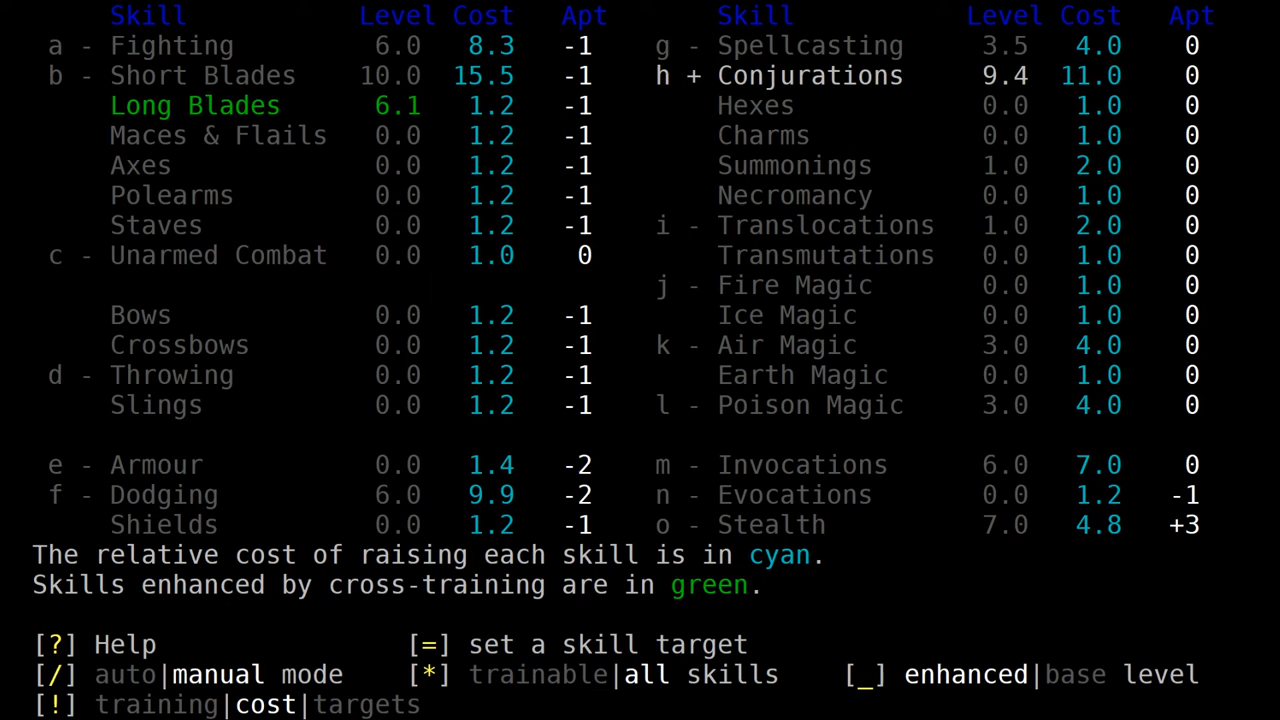 Skill Level Cost Apt Skill Level Cost Apt
a - Fighting 6.0 8.3 -1 g - Spellcasting 3.5 4.0 0
b - Short Blades 10.0 15.5 -1 h + Conjurations 9.4 11.0 0
Long Blades 6.1 1.2 -1 Hexes 0.0 1.0 0
Maces & Flails 0.0 1.2 -1 Charms 0.0 1.0 0
Axes 0.0 1.2 -1 Summonings 1.0 2.0 0
Polearms 0.0 1.2 -1 Necromancy 0.0 1.0 0
Staves 0.0 1.2 -1 i - Translocations 1.0 2.0 0
c - Unarmed Combat 0.0 1.0 0 Transmutations 0.0 1.0 0
j - Fire Magic 0.0 1.0 0
Bows 0.0 1.2 -1 Ice Magic 0.0 1.0 0
Crossbows 0.0 1.2 -1 k - Air Magic 3.0 4.0 0
d - Throwing 0.0 1.2 -1 Earth Magic 0.0 1.0 0
Slings 0.0 1.2 -1 l - Poison Magic 3.0 4.0 0
e - Armour 0.0 1.4 -2 m - Invocations 6.0 7.0 0
f - Dodging 6.0 9.9 -2 n - Evocations 0.0 1.2 -1
Shields 0.0 1.2 -1 o - Stealth 7.0 4.8 +3
The relative cost of raising each skill is in cyan.
Skills enhanced by cross-training are in green.
[?] Help [=] set a skill target
[/] auto|manual mode [*] trainable|all skills [_] enhanced|base level
[!] training|cost|targets